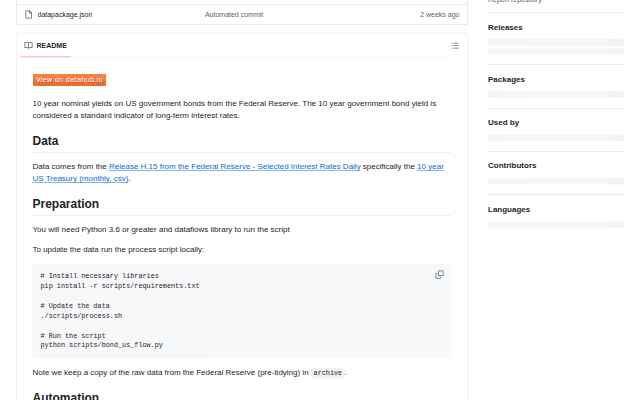 datapackage.json Automated commit 2 weeks ago
README
View on datahub.io
10 year nominal yields on US government bonds from the Federal Reserve. The 10 year government bond yield is
considered a standard indicator of long-term interest rates.
Data
Data comes from the Release H.15 from the Federal Reserve - Selected Interest Rates Daily specifically the 10 year
US Treasury (monthly, csv).
Preparation
You will need Python 3.6 or greater and dataflows library to run the script
To update the data run the process script locally:
# Install necessary libraries
pip install -r scripts/requirements.txt
# Update the data
./scripts/process.sh
# Run the script
python scripts/bond_us_flow.py
Note we keep a copy of the raw data from the Federal Reserve (pre-tidying) in archive.
Automation
Report repository
Releases
Packages
Used by
Contributors
Languages